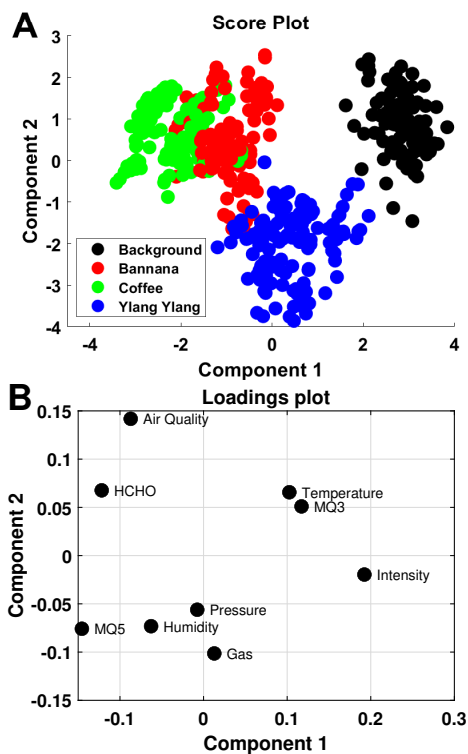 A
Score Plot
3
2
1
0
-1
-2
-3
-4
Component 2
Background
Bannana
Coffee
Ylang Ylang
-4 -2 0 2 4
Component 1
B
Loadings plot
0.15
0.1
0.05
0
-0.05
-0.1
-0.15
Component 2
Air Quality
HCHO
Temperature
MQ3
Intensity
Pressure
MQ5
Humidity
Gas
-0.1 0 0.1 0.2 0.3
Component 1